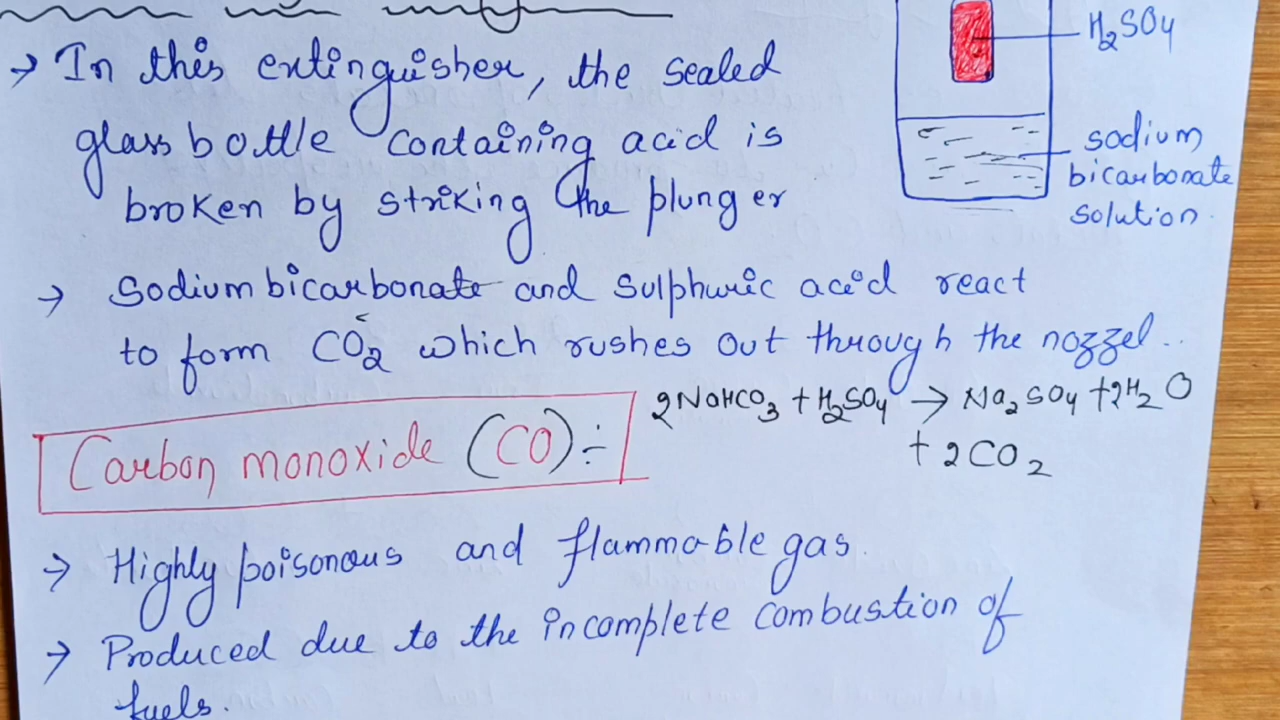 → In this extinguisher, the sealed
glass bottle containing acid is
broken by striking the plunger
H₂SO₄
sodium
bicarbonate
solution.
→ Sodium bicarbonate and sulphuric acid react
to form CO₂ which rushes out through the nozzel..
2NaHCO₃ + H₂SO₄ → Na₂SO₄ + 2H₂O
+ 2CO₂
Carbon monoxide (CO) ÷
→ Highly poisonous and flammable gas.
→ Produced due to the incomplete combustion of
fuels.